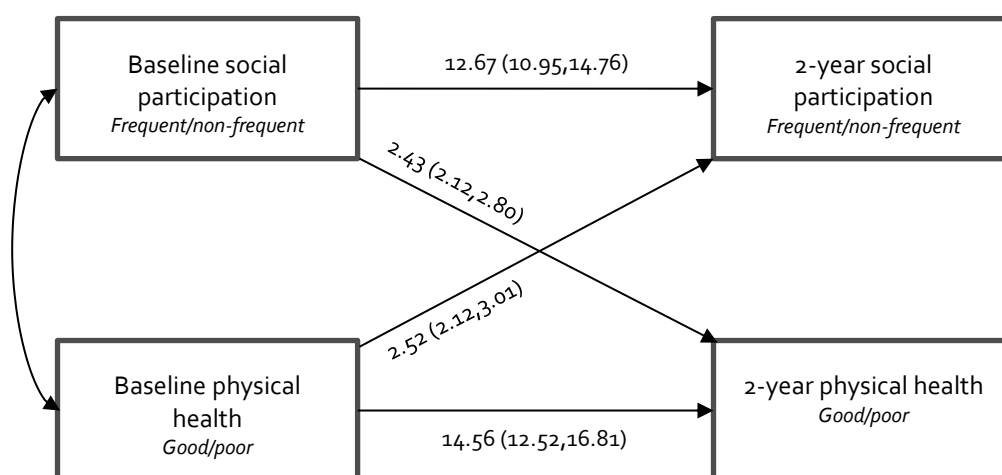 Baseline social
participation
Frequent/non-frequent
12.67 (10.95,14.76)
2-year social
participation
Frequent/non-frequent
2.43 (2.12,2.80)
2.52 (2.12,3.01)
Baseline physical
health
Good/poor
14.56 (12.52,16.81)
2-year physical health
Good/poor